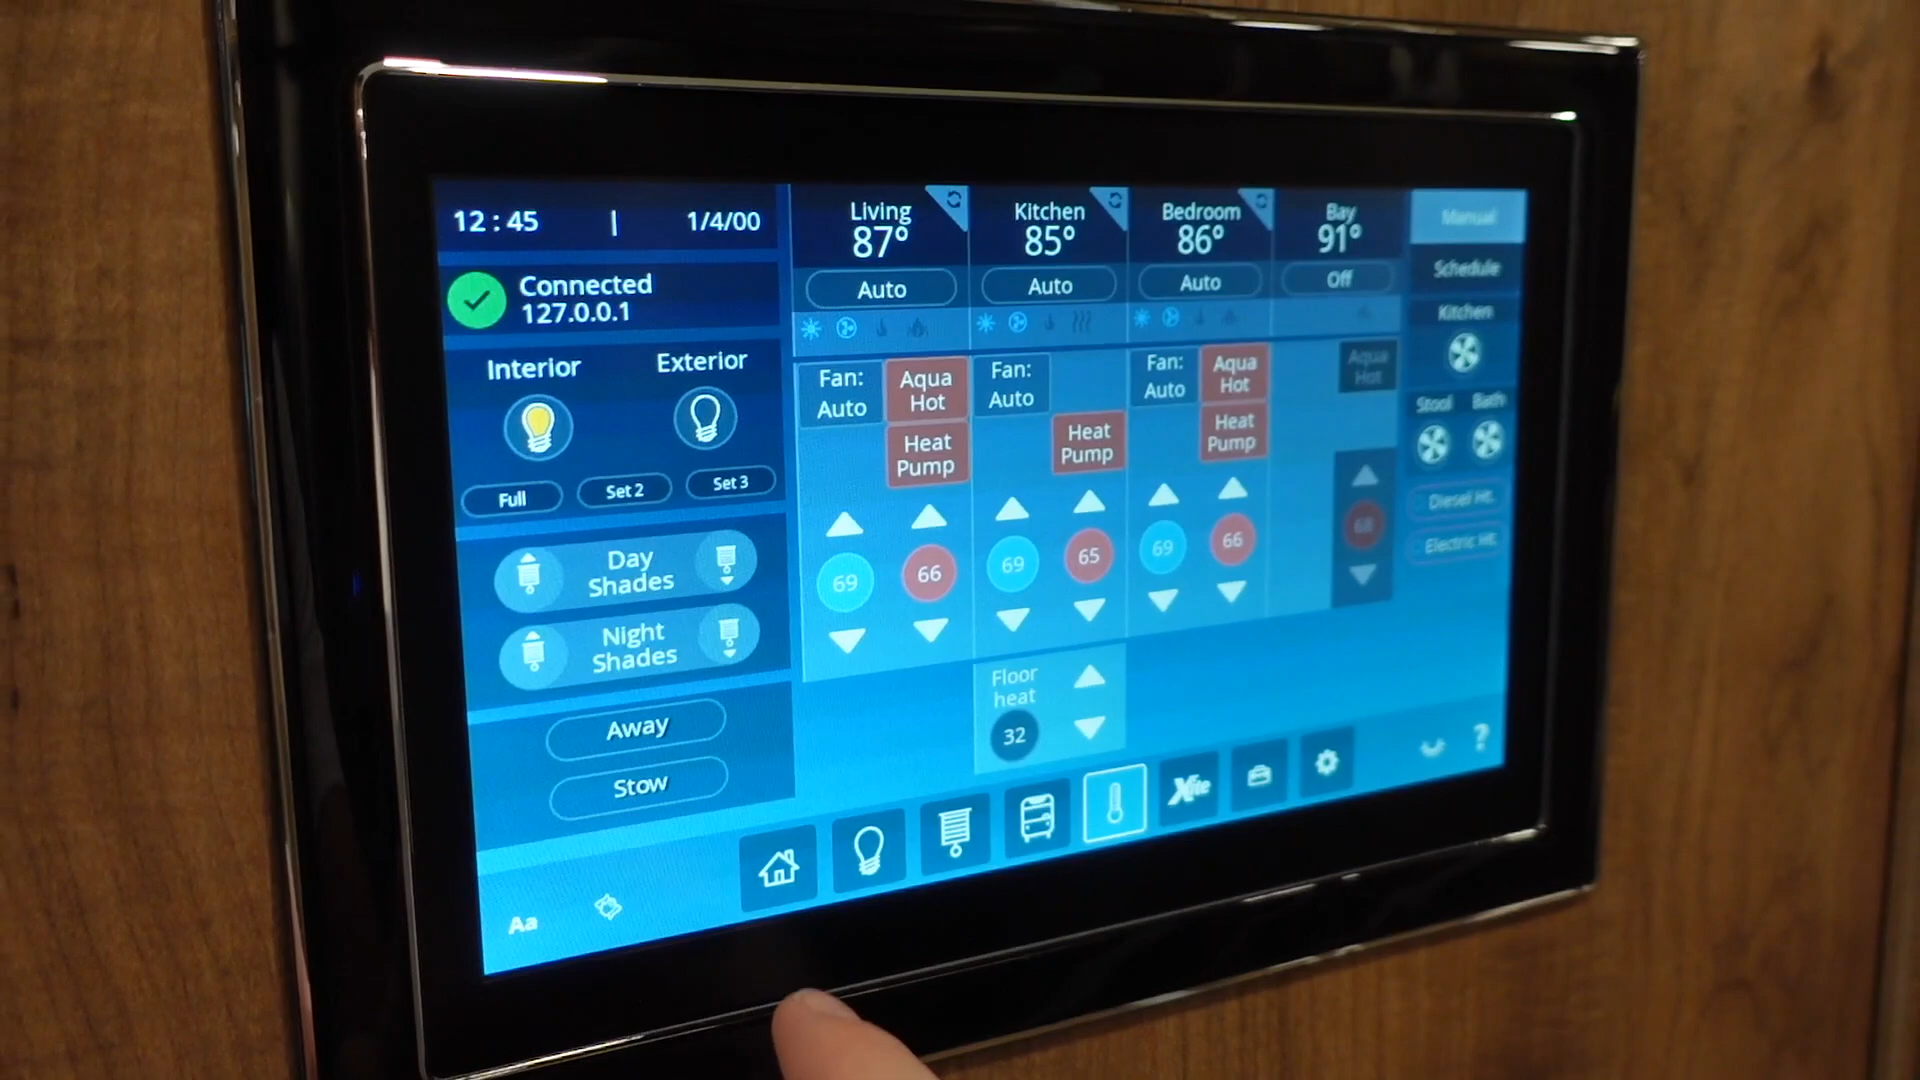 12:45 | 1/4/00
Connected
127.0.0.1
Interior
Exterior
Full
Set 2
Set 3
Day
Shades
Night
Shades
Away
Stow
Aa
Living
87°
Auto
Fan:
Auto
Aqua
Hot
Heat
Pump
69
66
Kitchen
85°
Auto
Fan:
Auto
Heat
Pump
69
65
Floor
heat
32
Bedroom
86°
Auto
Fan:
Auto
Aqua
Hot
Heat
Pump
69
66
Bay
91°
Off
Aqua
Hot
68
Manual
Schedule
Kitchen
Stool
Bath
Diesel Ht.
Electric Ht.
Xite
?